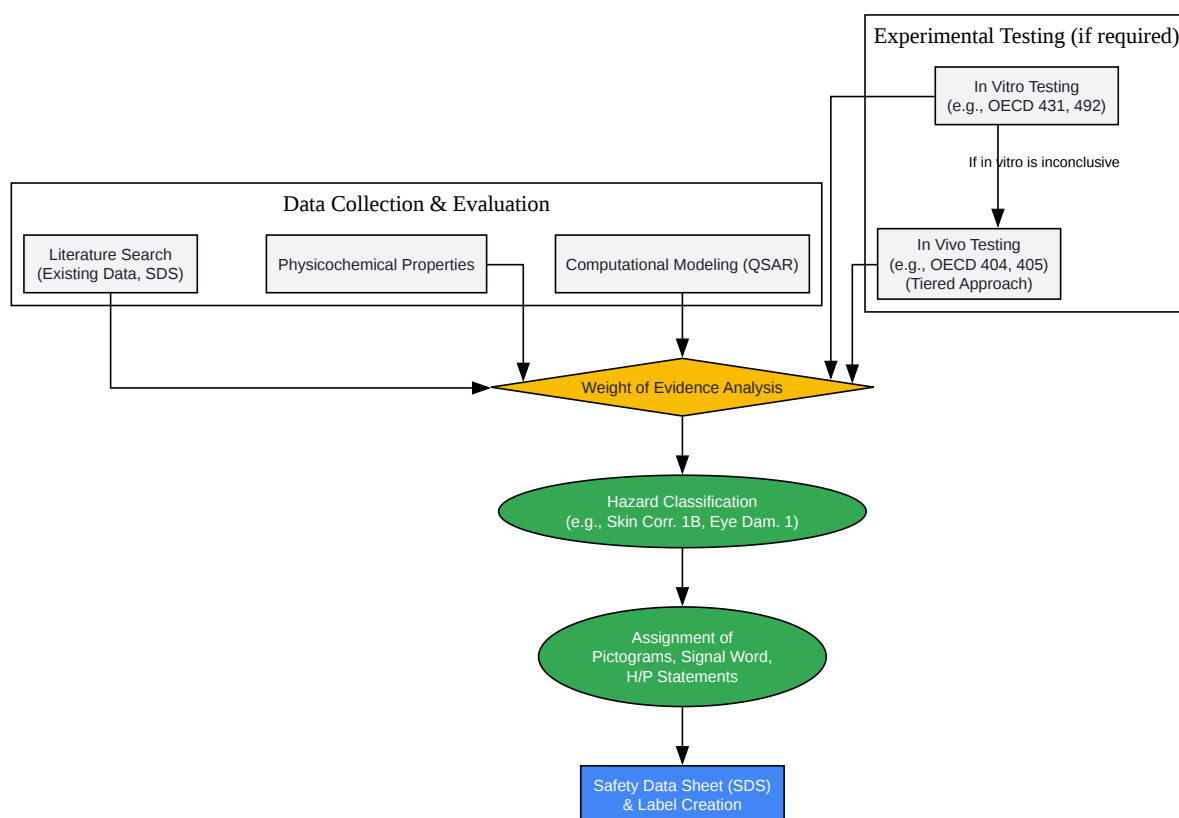 Experimental Testing (if required)
In Vitro Testing
(e.g., OECD 431, 492)
If in vitro is inconclusive
In Vivo Testing
(e.g., OECD 404, 405)
(Tiered Approach)
Data Collection & Evaluation
Literature Search
(Existing Data, SDS)
Physicochemical Properties
Computational Modeling (QSAR)
Weight of Evidence Analysis
Hazard Classification
(e.g., Skin Corr. 1B, Eye Dam. 1)
Assignment of
Pictograms, Signal Word,
H/P Statements
Safety Data Sheet (SDS)
& Label Creation